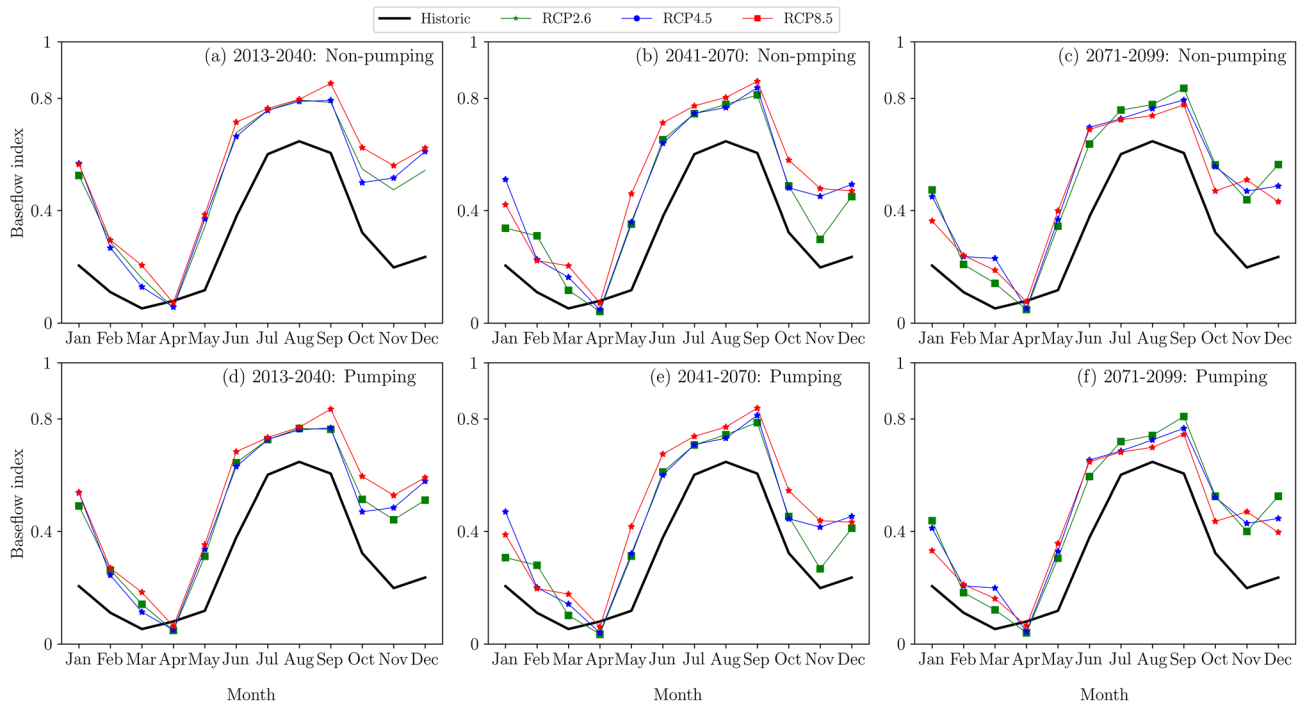 Historic RCP2.6 RCP4.5 RCP8.5
(a) 2013-2040: Non-pumping
(b) 2041-2070: Non-pmping
(c) 2071-2099: Non-pumping
Baseflow index
1
0.8
0.4
0
Jan Feb Mar Apr May Jun Jul Aug Sep Oct Nov Dec
Jan Feb Mar Apr May Jun Jul Aug Sep Oct Nov Dec
Jan Feb Mar Apr May Jun Jul Aug Sep Oct Nov Dec
(d) 2013-2040: Pumping
(e) 2041-2070: Pumping
(f) 2071-2099: Pumping
Baseflow index
1
0.8
0.4
0
Jan Feb Mar Apr May Jun Jul Aug Sep Oct Nov Dec
Jan Feb Mar Apr May Jun Jul Aug Sep Oct Nov Dec
Jan Feb Mar Apr May Jun Jul Aug Sep Oct Nov Dec
Month
Month
Month